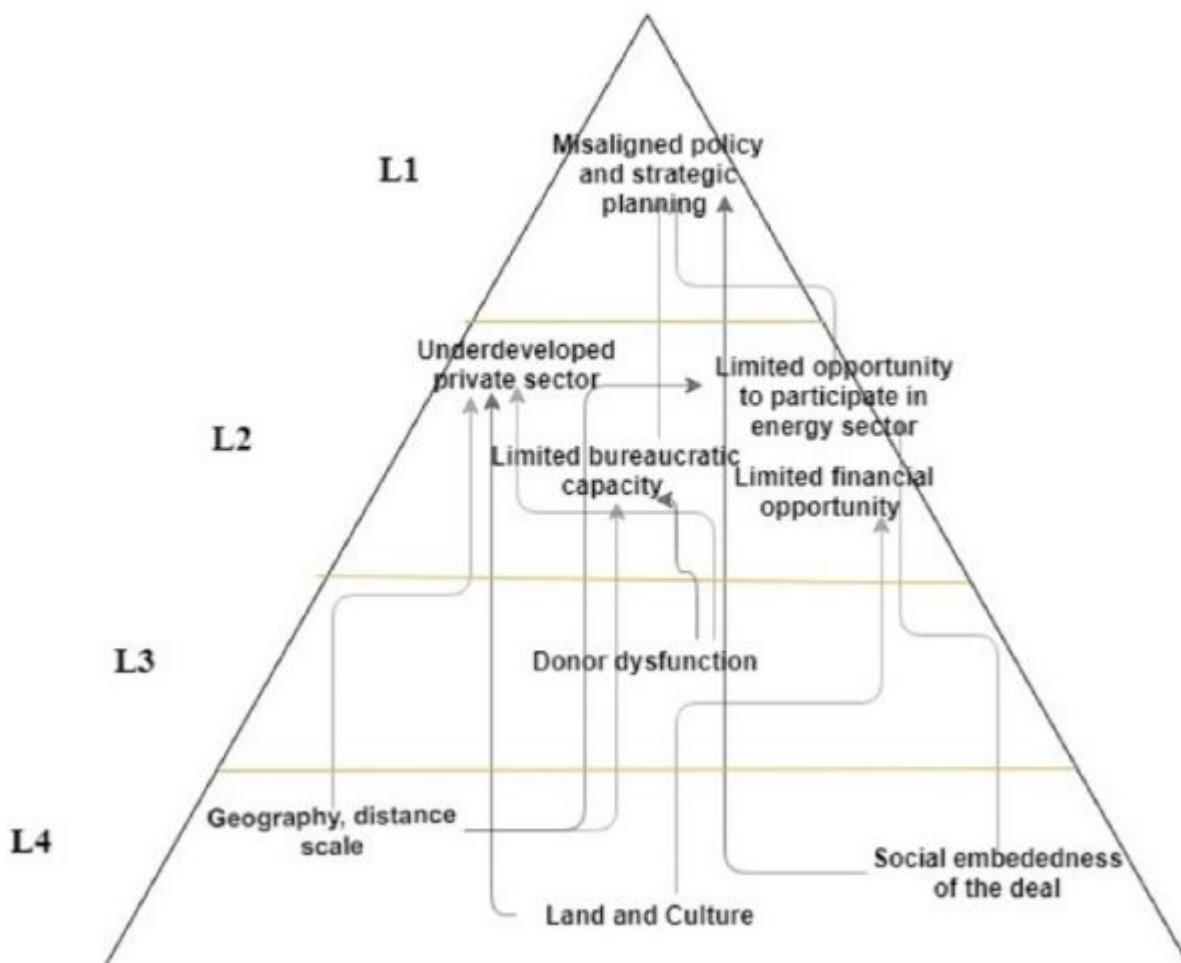 L1
Misaligned policy
and strategic
planning
L2
Underdeveloped
private sector
Limited opportunity
to participate in
energy sector
Limited bureaucratic
capacity
Limited financial
opportunity
L3
Donor dysfunction
L4
Geography, distance
scale
Social embededness
of the deal
Land and Culture